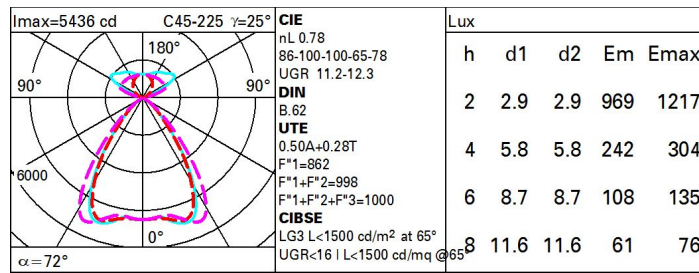 Imax=5436 cd C45-225 γ=25°
180°
90° 90°
6000
0°
α=72°
CIE
nL 0.78
86-100-100-65-78
UGR 11.2-12.3
DIN
B.62
UTE
0.50A+0.28T
F"1=862
F"1+F"2=998
F"1+F"2+F"3=1000
CIBSE
LG3 L<1500 cd/m² at 65°
UGR<16 | L<1500 cd/mq @65°
Lux
h d1 d2 Em Emax
2 2.9 2.9 969 1217
4 5.8 5.8 242 304
6 8.7 8.7 108 135
8 11.6 11.6 61 76